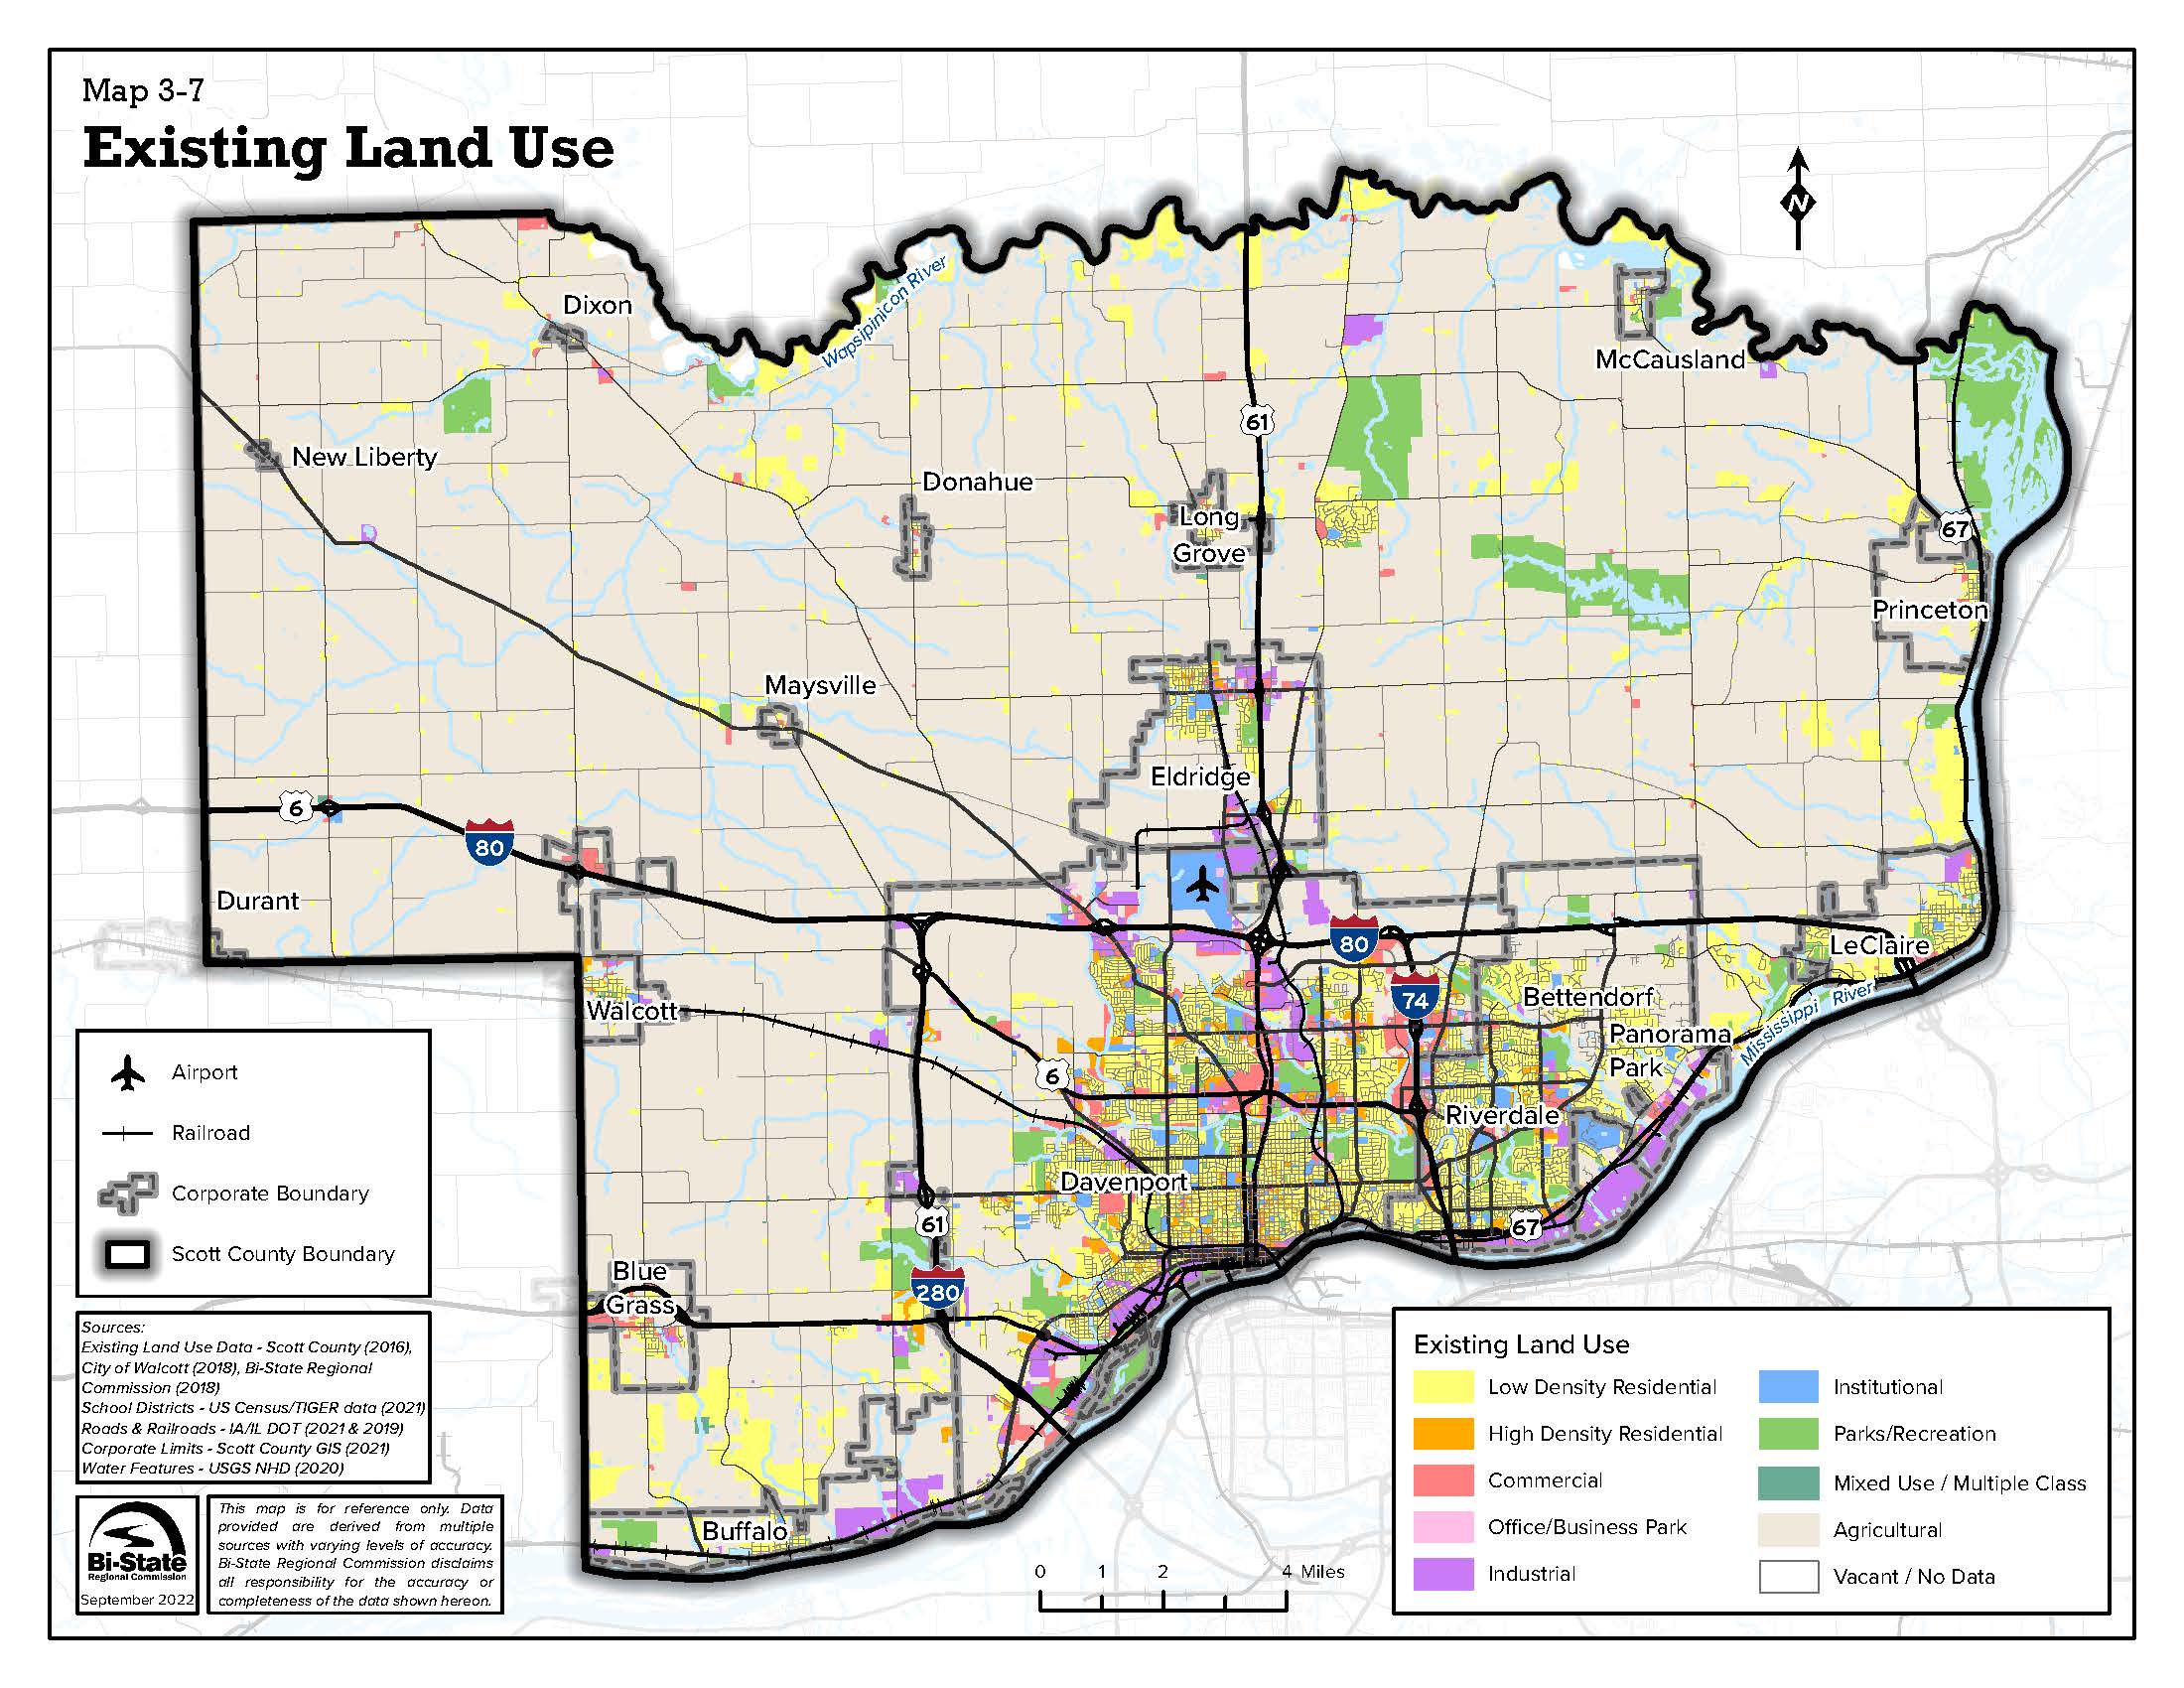 Map 3-7
Existing Land Use
N
Wapsipinicon River
Dixon
McCausland
61
New Liberty
Donahue
Long
Grove
67
Princeton
Maysville
Eldridge
6
80
Durant
80
LeClaire
Walcott
74
Bettendorf
Mississippi River
Panorama
Park
6
Riverdale
Davenport
61
67
280
Blue
Grass
Buffalo
Airport
Railroad
Corporate Boundary
Scott County Boundary
Sources:
Existing Land Use Data - Scott County (2016),
City of Walcott (2018), Bi-State Regional
Commission (2018)
School Districts - US Census/TIGER data (2021)
Roads & Railroads - IA/IL DOT (2021 & 2019)
Corporate Limits - Scott County GIS (2021)
Water Features - USGS NHD (2020)
Bi-State
Regional Commission
September 2022
This map is for reference only. Data
provided are derived from multiple
sources with varying levels of accuracy.
Bi-State Regional Commission disclaims
all responsibility for the accuracy or
completeness of the data shown hereon.
0 1 2 4 Miles
Existing Land Use
Low Density Residential
High Density Residential
Commercial
Office/Business Park
Industrial
Institutional
Parks/Recreation
Mixed Use / Multiple Class
Agricultural
Vacant / No Data